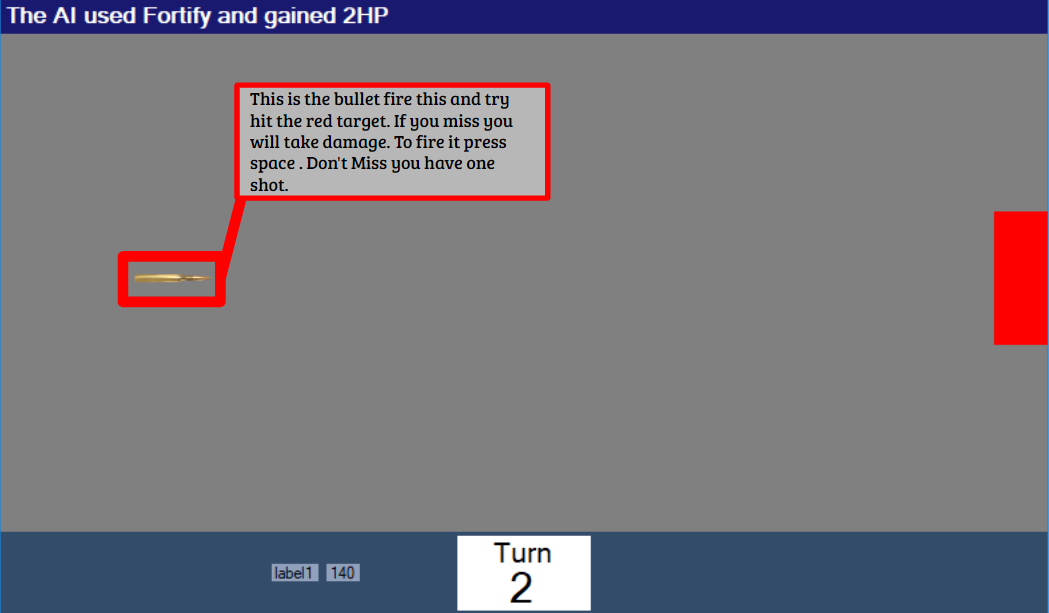 The AI used Fortify and gained 2HP
This is the bullet fire this and try
hit the red target. If you miss you
will take damage. To fire it press
space . Don't Miss you have one
shot.
label1 140
Turn
2